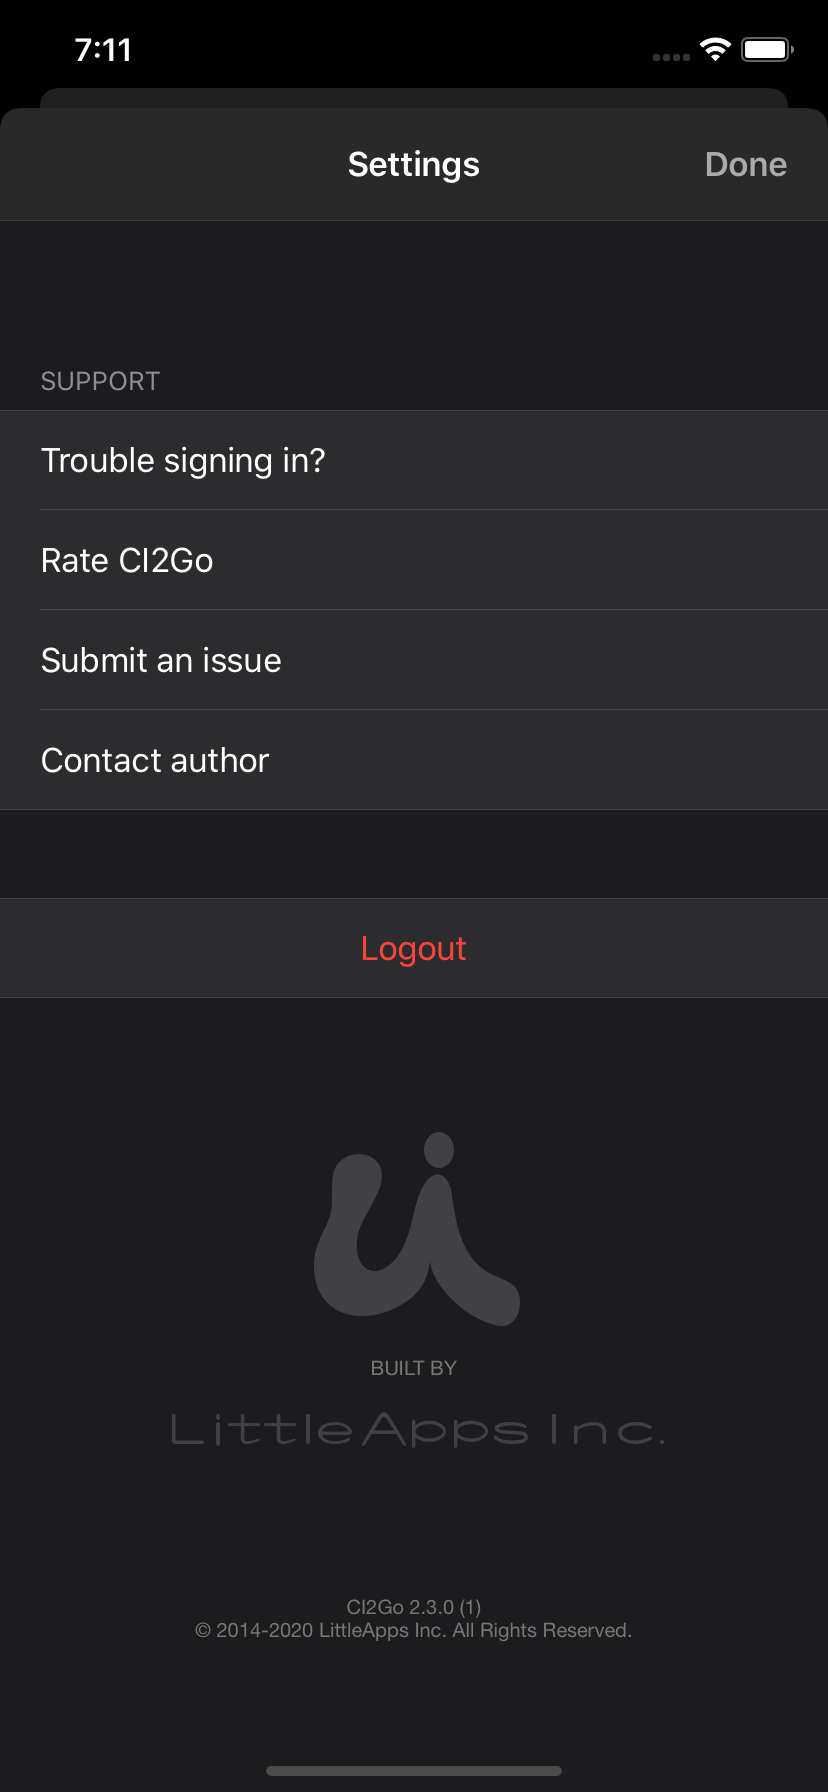 7:11
Settings
Done
SUPPORT
Trouble signing in?
Rate CI2Go
Submit an issue
Contact author
Logout
BUILT BY
LittleApps Inc.
CI2Go 2.3.0 (1)
© 2014-2020 LittleApps Inc. All Rights Reserved.